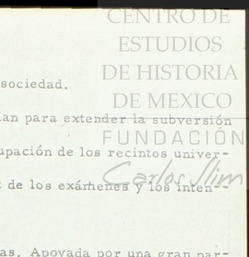 CENTRO DE
ESTUDIOS
DE HISTORIA
sociedad.
DE MEXICO
an para extender la subversión
FUNDACIÓN
upación de los recintos univer-
Carlos Slim
de los exámenes y los inten--
as. Apoyada por una gran par-